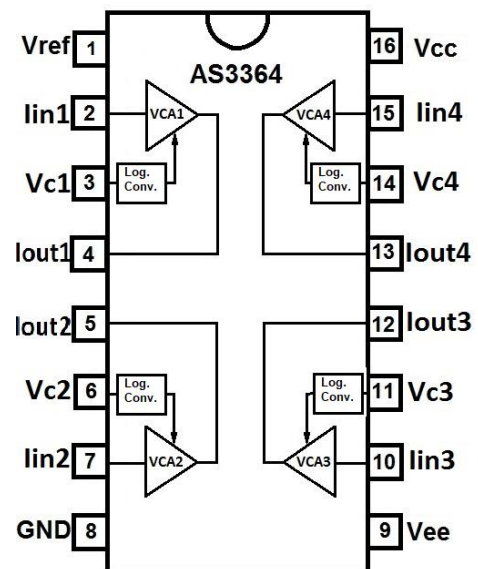 AS3364
Vref 1
16 Vcc
Iin1 2
VCA1
VCA4
15 Iin4
Vc1 3
Log.
Conv.
Log.
Conv.
14 Vc4
Iout1 4
13 Iout4
Iout2 5
12 Iout3
Vc2 6
Log.
Conv.
Log.
Conv.
11 Vc3
Iin2 7
VCA2
VCA3
10 Iin3
GND 8
9 Vee